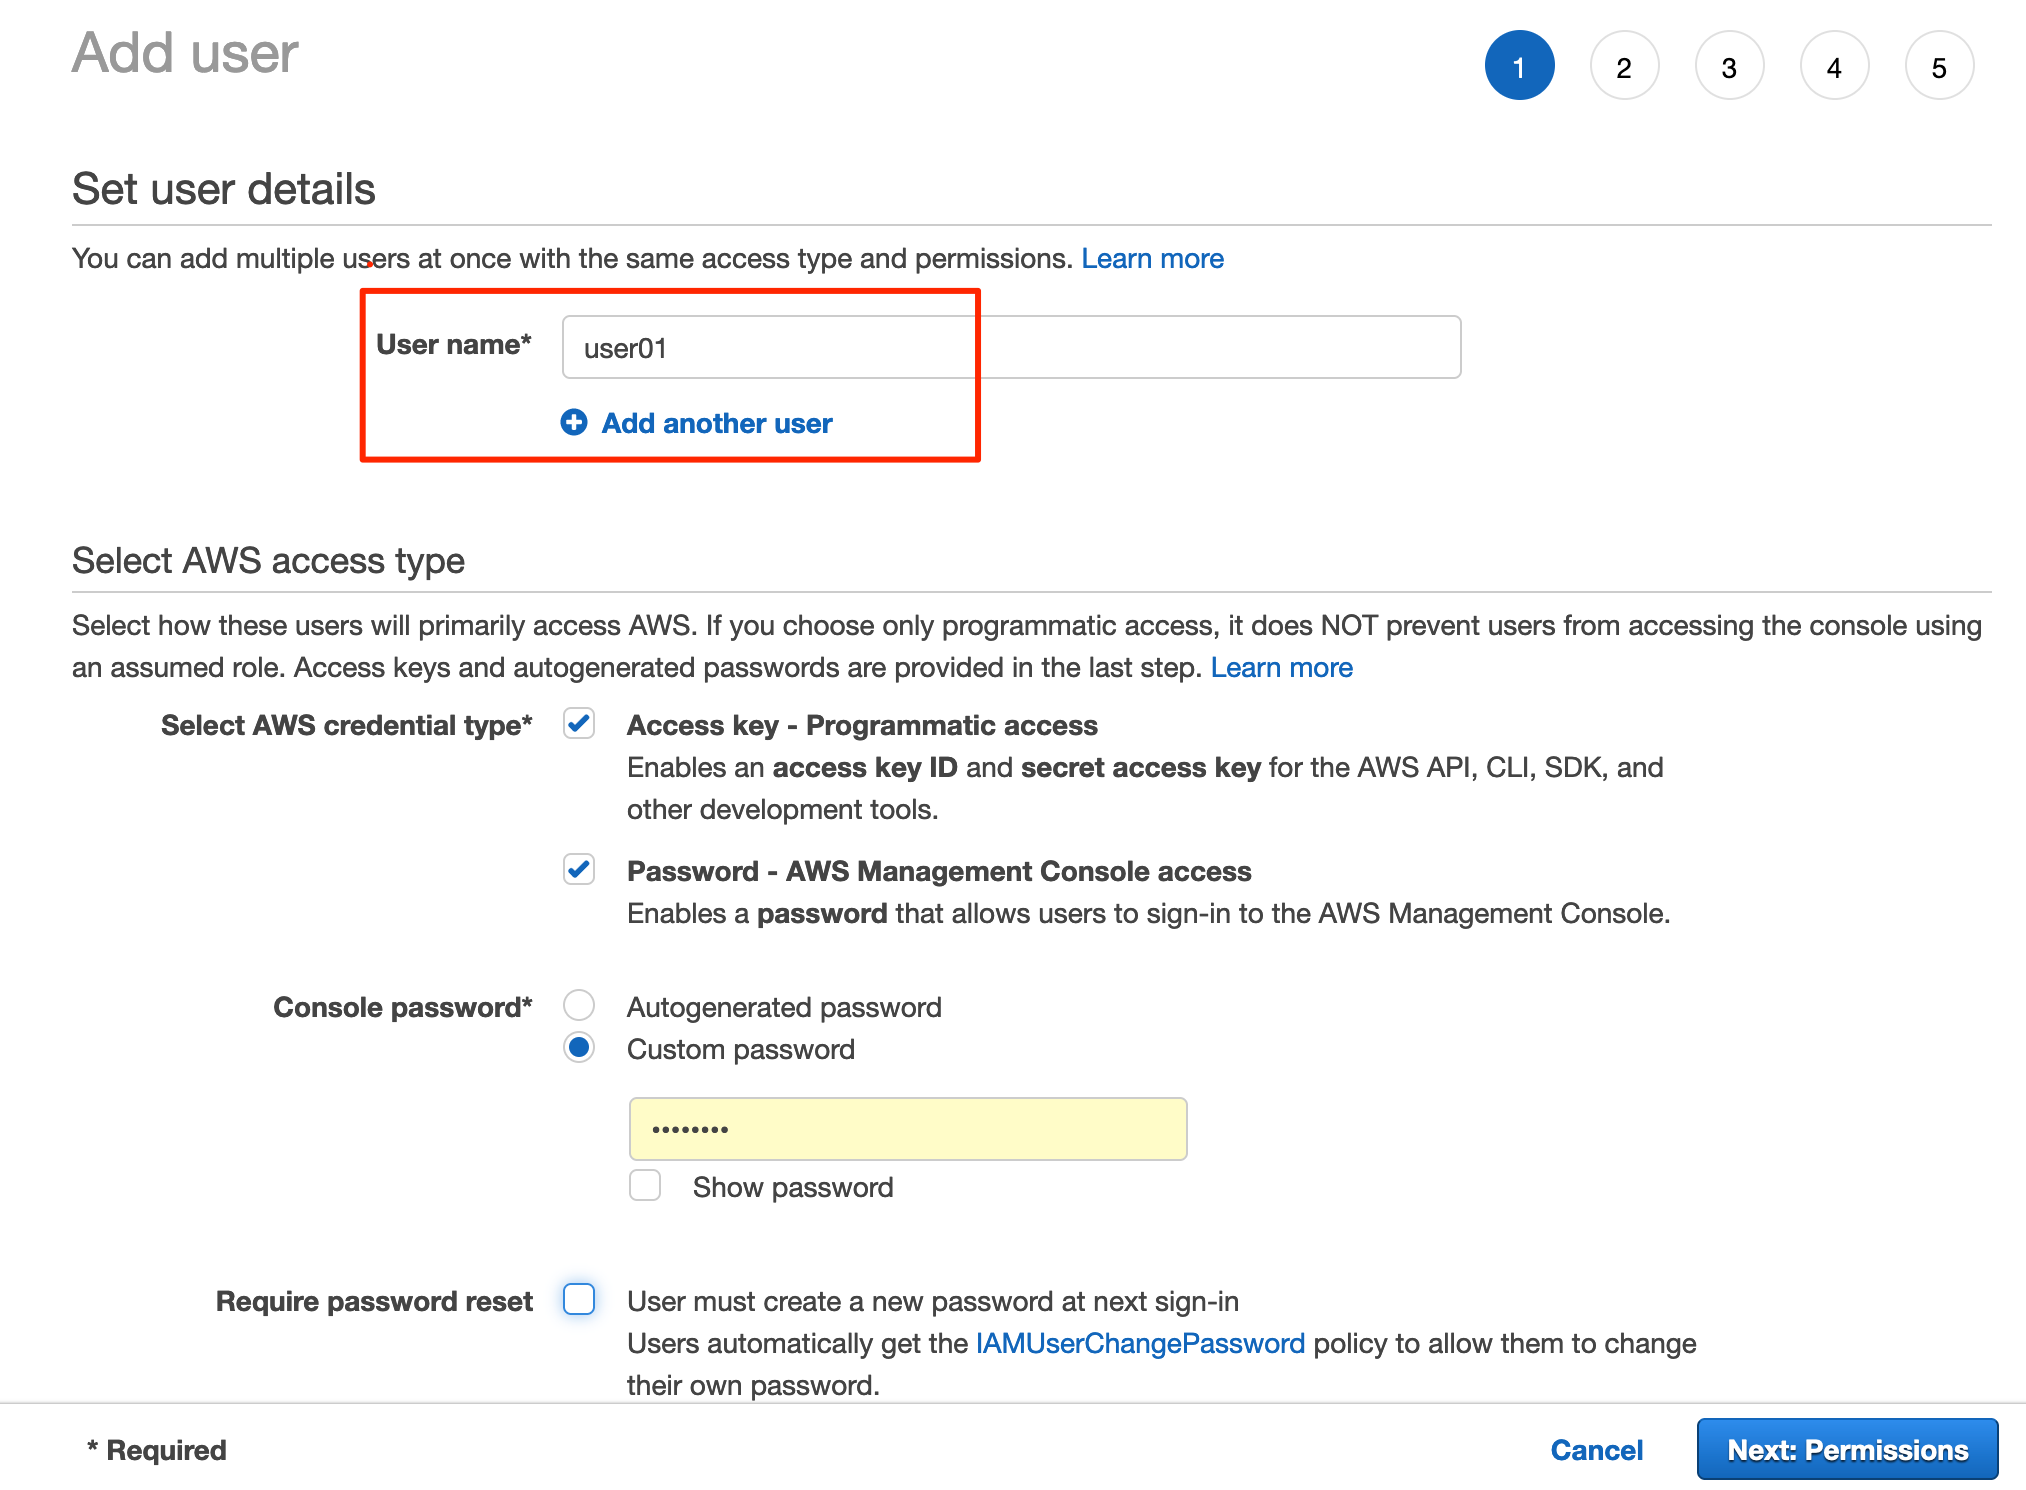 Add user
1 2 3 4 5
Set user details
You can add multiple users at once with the same access type and permissions. Learn more
User name* user01
Add another user
Select AWS access type
Select how these users will primarily access AWS. If you choose only programmatic access, it does NOT prevent users from accessing the console using
an assumed role. Access keys and autogenerated passwords are provided in the last step. Learn more
Select AWS credential type* Access key - Programmatic access
Enables an access key ID and secret access key for the AWS API, CLI, SDK, and
other development tools.
Password - AWS Management Console access
Enables a password that allows users to sign-in to the AWS Management Console.
Console password* Autogenerated password
Custom password
••••••••
Show password
Require password reset User must create a new password at next sign-in
Users automatically get the IAMUserChangePassword policy to allow them to change
their own password.
* Required Cancel Next: Permissions